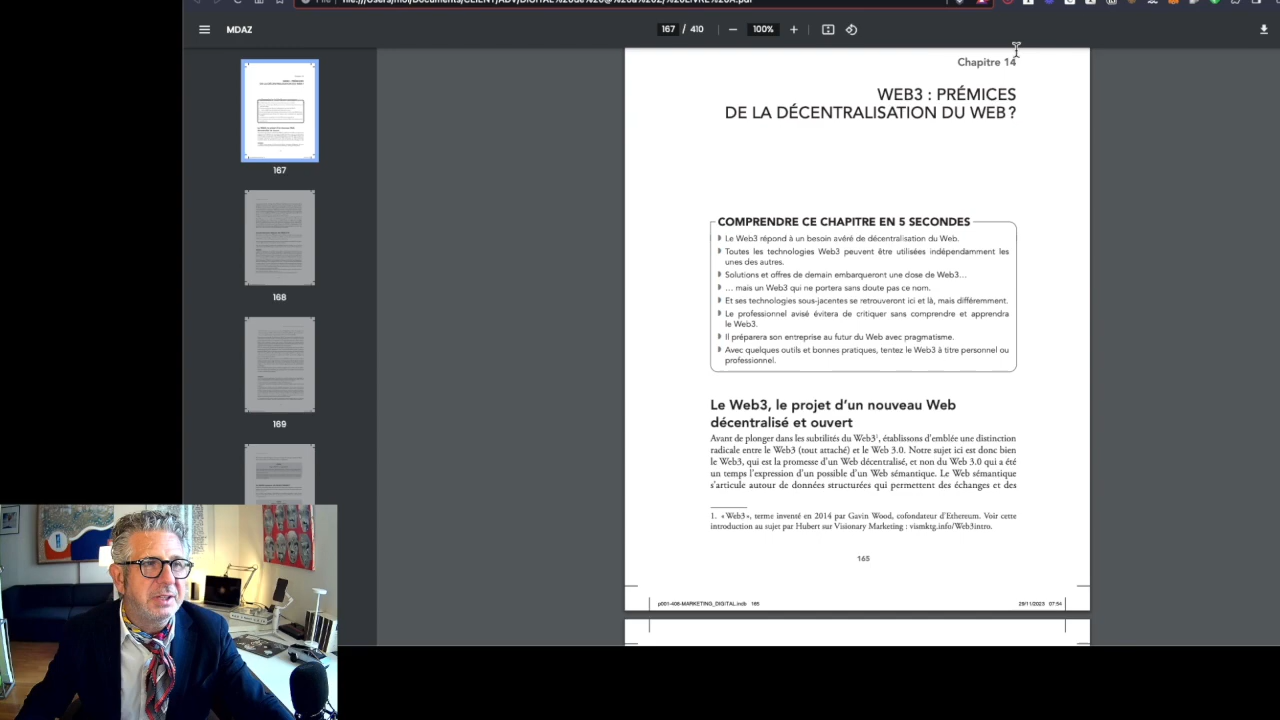 MDAZ
167 / 410
100%
167
168
169
Chapitre 14
WEB3 : PRÉMICES
DE LA DÉCENTRALISATION DU WEB ?
COMPRENDRE CE CHAPITRE EN 5 SECONDES
Le Web3 répond à un besoin avéré de décentralisation du Web.
Toutes les technologies Web3 peuvent être utilisées indépendamment les
unes des autres.
Solutions et offres de demain embarqueront une dose de Web3…
… mais un Web3 qui ne portera sans doute pas ce nom.
Et ses technologies sous-jacentes se retrouveront ici et là, mais différemment.
Le professionnel avisé évitera de critiquer sans comprendre et apprendra
le Web3.
Il préparera son entreprise au futur du Web avec pragmatisme.
Avec quelques outils et bonnes pratiques, tentez le Web3 à titre personnel ou
professionnel.
Le Web3, le projet d’un nouveau Web
décentralisé et ouvert
Avant de plonger dans les subtilités du Web3¹, établissons d’emblée une distinction
radicale entre le Web3 (tout attaché) et le Web 3.0. Notre sujet ici est donc bien
le Web3, qui est la promesse d’un Web décentralisé, et non du Web 3.0 qui a été
un temps l’expression d’un possible d’un Web sémantique. Le Web sémantique
s’articule autour de données structurées qui permettent des échanges et des
1. « Web3 », terme inventé en 2014 par Gavin Wood, cofondateur d’Ethereum. Voir cette
introduction au sujet par Hubert sur Visionary Marketing : viamktg.info/Web3intro.
165
p001-408-MARKETING_DIGITAL.indb 165
29/11/2023 07:54